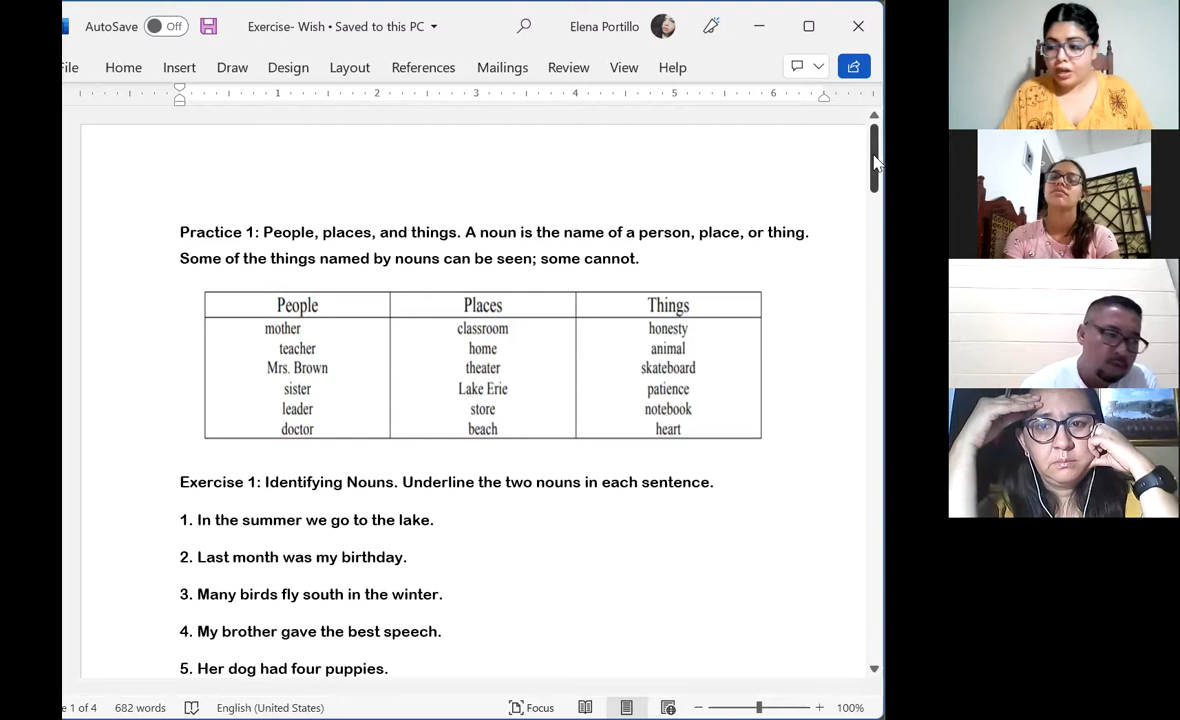 AutoSave Off Exercise- Wish • Saved to this PC Elena Portillo
File Home Insert Draw Design Layout References Mailings Review View Help
1 2 3 4 5 6
Practice 1: People, places, and things. A noun is the name of a person, place, or thing.
Some of the things named by nouns can be seen; some cannot.
People Places Things
mother classroom honesty
teacher home animal
Mrs. Brown theater skateboard
sister Lake Erie patience
leader store notebook
doctor beach heart
Exercise 1: Identifying Nouns. Underline the two nouns in each sentence.
1. In the summer we go to the lake.
2. Last month was my birthday.
3. Many birds fly south in the winter.
4. My brother gave the best speech.
5. Her dog had four puppies.
e 1 of 4 682 words English (United States) Focus 100%